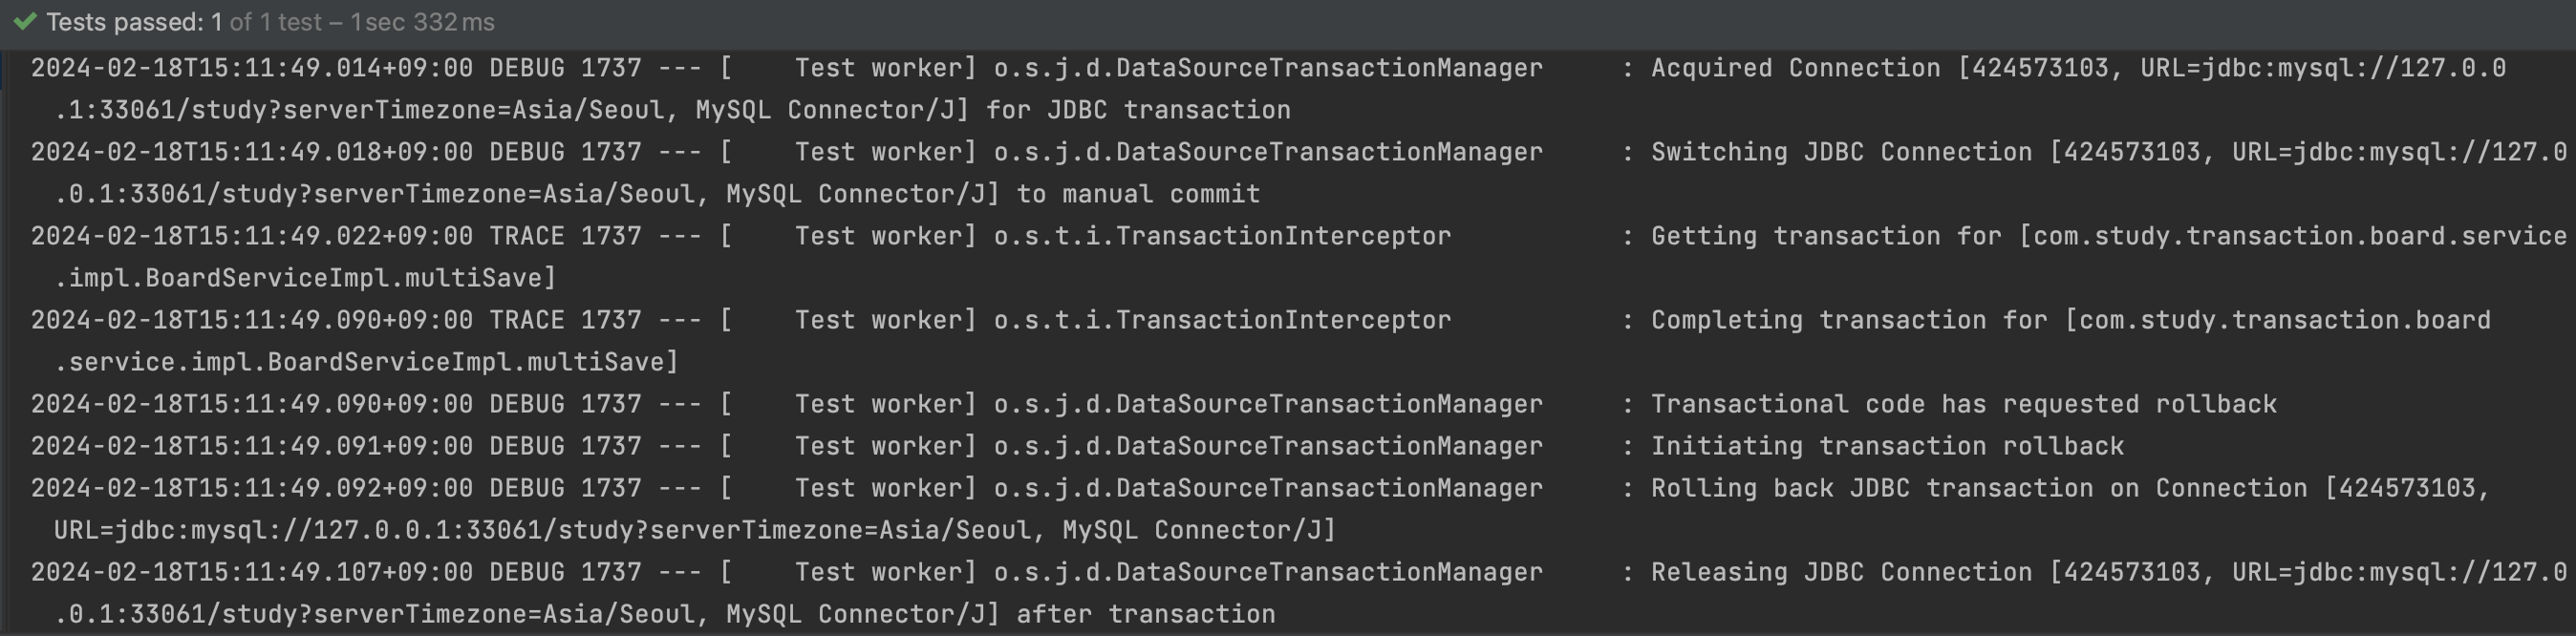 Tests passed: 1 of 1 test – 1 sec 332 ms
2024-02-18T15:11:49.014+09:00 DEBUG 1737 --- [    Test worker] o.s.j.d.DataSourceTransactionManager     : Acquired Connection [424573103, URL=jdbc:mysql://127.0.0
.1:33061/study?serverTimezone=Asia/Seoul, MySQL Connector/J] for JDBC transaction
2024-02-18T15:11:49.018+09:00 DEBUG 1737 --- [    Test worker] o.s.j.d.DataSourceTransactionManager     : Switching JDBC Connection [424573103, URL=jdbc:mysql://127.0
.0.1:33061/study?serverTimezone=Asia/Seoul, MySQL Connector/J] to manual commit
2024-02-18T15:11:49.022+09:00 TRACE 1737 --- [    Test worker] o.s.t.i.TransactionInterceptor           : Getting transaction for [com.study.transaction.board.service
.impl.BoardServiceImpl.multiSave]
2024-02-18T15:11:49.090+09:00 TRACE 1737 --- [    Test worker] o.s.t.i.TransactionInterceptor           : Completing transaction for [com.study.transaction.board
.service.impl.BoardServiceImpl.multiSave]
2024-02-18T15:11:49.090+09:00 DEBUG 1737 --- [    Test worker] o.s.j.d.DataSourceTransactionManager     : Transactional code has requested rollback
2024-02-18T15:11:49.091+09:00 DEBUG 1737 --- [    Test worker] o.s.j.d.DataSourceTransactionManager     : Initiating transaction rollback
2024-02-18T15:11:49.092+09:00 DEBUG 1737 --- [    Test worker] o.s.j.d.DataSourceTransactionManager     : Rolling back JDBC transaction on Connection [424573103,
URL=jdbc:mysql://127.0.0.1:33061/study?serverTimezone=Asia/Seoul, MySQL Connector/J]
2024-02-18T15:11:49.107+09:00 DEBUG 1737 --- [    Test worker] o.s.j.d.DataSourceTransactionManager     : Releasing JDBC Connection [424573103, URL=jdbc:mysql://127.0
.0.1:33061/study?serverTimezone=Asia/Seoul, MySQL Connector/J] after transaction